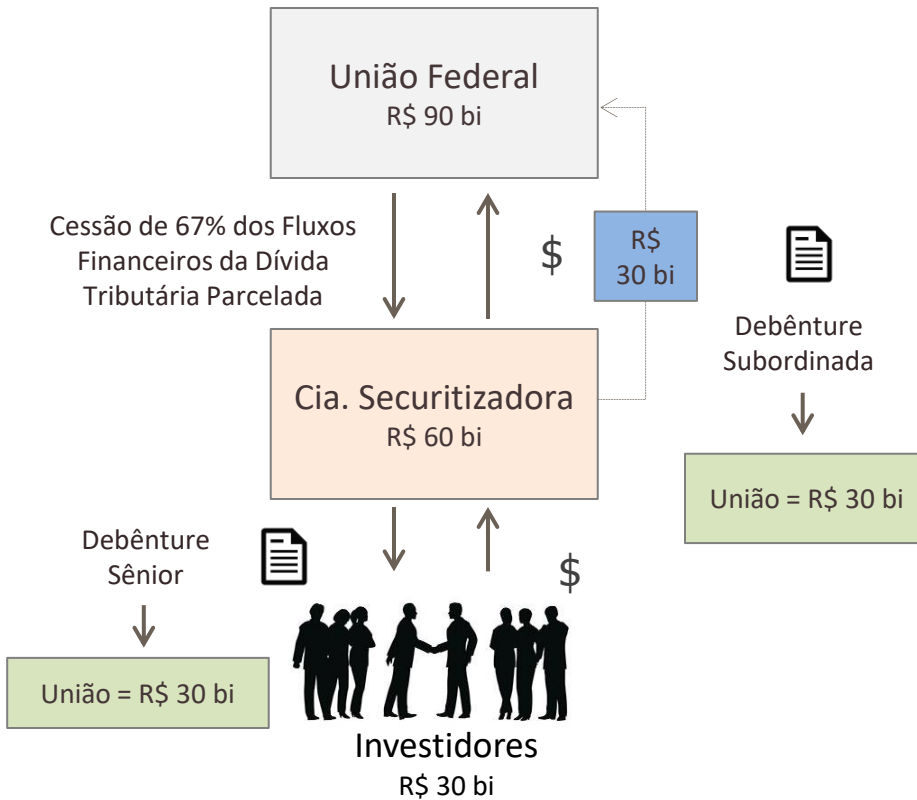 União Federal
R$ 90 bi
Cessão de 67% dos Fluxos
Financeiros da Dívida
Tributária Parcelada
$
R$
30 bi
Debênture
Subordinada
Cia. Securitizadora
R$ 60 bi
União = R$ 30 bi
Debênture
Sênior
$
União = R$ 30 bi
Investidores
R$ 30 bi